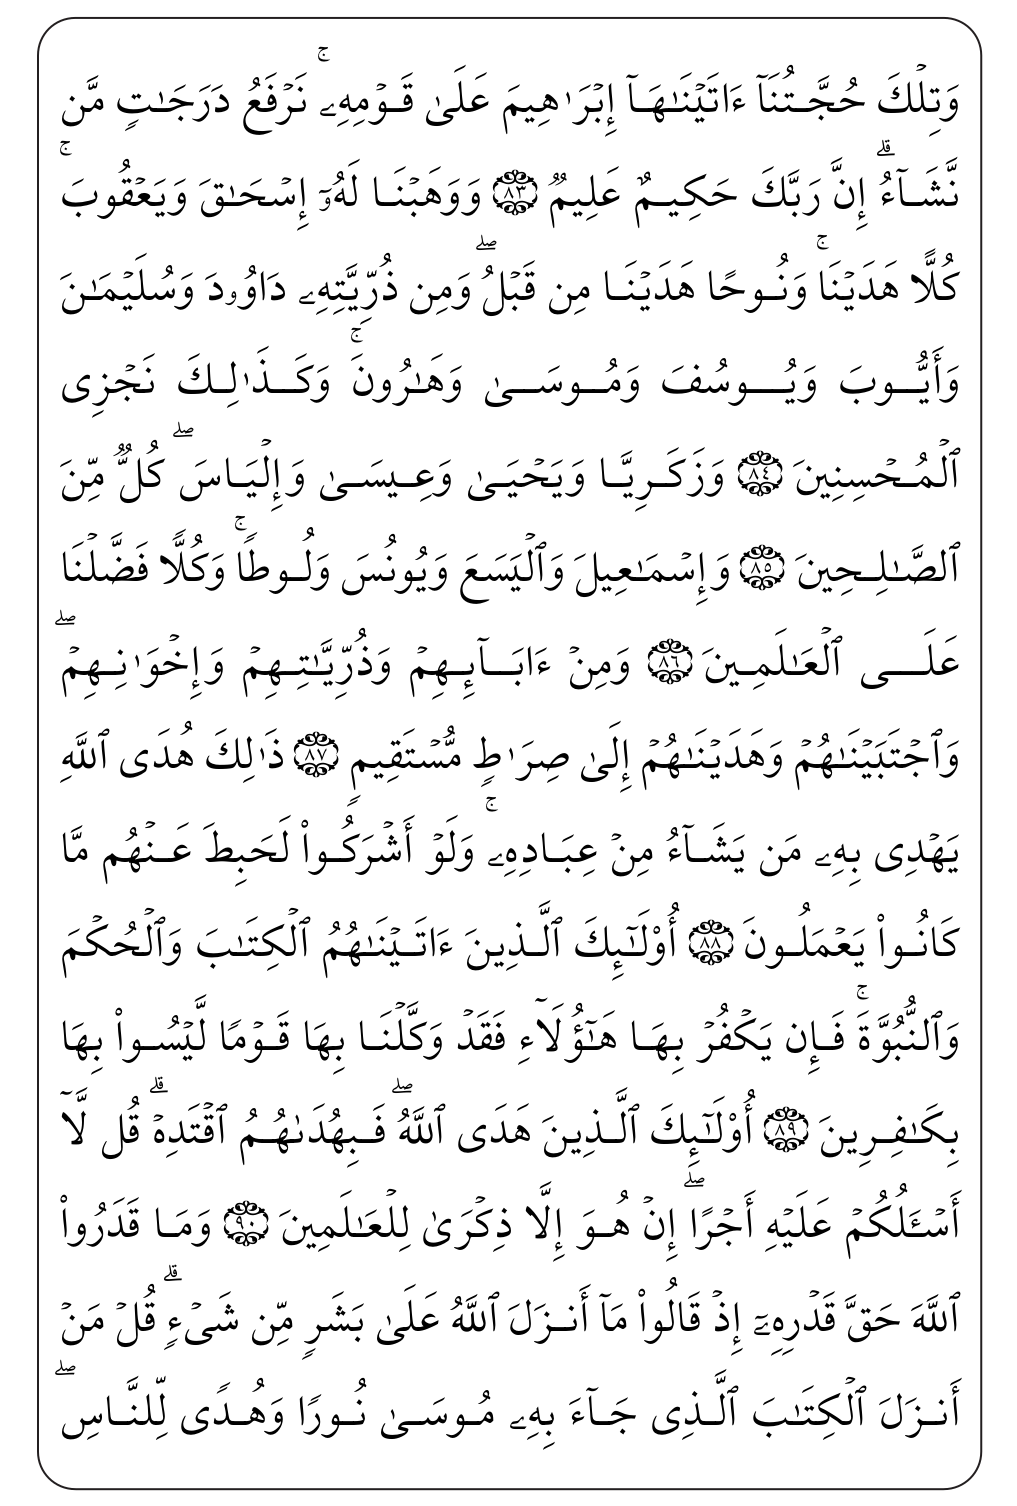 وَتِلۡكَ حُجَّتُنَآ ءَاتَيۡنَٰهَآ إِبۡرَٰهِيمَ عَلَىٰ قَوۡمِهِۦۚ نَرۡفَعُ دَرَجَٰتٖ مَّن
نَّشَآءُۗ إِنَّ رَبَّكَ حَكِيمٌ عَلِيمٞ ٨٣ وَوَهَبۡنَا لَهُۥٓ إِسۡحَٰقَ وَيَعۡقُوبَۚ
كُلًّا هَدَيۡنَاۚ وَنُوحًا هَدَيۡنَا مِن قَبۡلُۖ وَمِن ذُرِّيَّتِهِۦ دَاوُۥدَ وَسُلَيۡمَٰنَ
وَأَيُّوبَ وَيُوسُفَ وَمُوسَىٰ وَهَٰرُونَۚ وَكَذَٰلِكَ نَجۡزِي
ٱلۡمُحۡسِنِينَ ٨٤ وَزَكَرِيَّا وَيَحۡيَىٰ وَعِيسَىٰ وَإِلۡيَاسَۖ كُلّٞ مِّنَ
ٱلصَّٰلِحِينَ ٨٥ وَإِسۡمَٰعِيلَ وَٱلۡيَسَعَ وَيُونُسَ وَلُوطٗاۚ وَكُلّٗا فَضَّلۡنَا
عَلَى ٱلۡعَٰلَمِينَ ٨٦ وَمِنۡ ءَابَآئِهِمۡ وَذُرِّيَّٰتِهِمۡ وَإِخۡوَٰنِهِمۡۖ
وَٱجۡتَبَيۡنَٰهُمۡ وَهَدَيۡنَٰهُمۡ إِلَىٰ صِرَٰطٖ مُّسۡتَقِيمٖ ٨٧ ذَٰلِكَ هُدَى ٱللَّهِ
يَهۡدِي بِهِۦ مَن يَشَآءُ مِنۡ عِبَادِهِۦۚ وَلَوۡ أَشۡرَكُواْ لَحَبِطَ عَنۡهُم مَّا
كَانُواْ يَعۡمَلُونَ ٨٨ أُوْلَٰٓئِكَ ٱلَّذِينَ ءَاتَيۡنَٰهُمُ ٱلۡكِتَٰبَ وَٱلۡحُكۡمَ
وَٱلنُّبُوَّةَۚ فَإِن يَكۡفُرۡ بِهَا هَٰٓؤُلَآءِ فَقَدۡ وَكَّلۡنَا بِهَا قَوۡمٗا لَّيۡسُواْ بِهَا
بِكَٰفِرِينَ ٨٩ أُوْلَٰٓئِكَ ٱلَّذِينَ هَدَى ٱللَّهُۖ فَبِهُدَىٰهُمُ ٱقۡتَدِهۡۗ قُل لَّآ
أَسۡـَٔلُكُمۡ عَلَيۡهِ أَجۡرًاۖ إِنۡ هُوَ إِلَّا ذِكۡرَىٰ لِلۡعَٰلَمِينَ ٩٠ وَمَا قَدَرُواْ
ٱللَّهَ حَقَّ قَدۡرِهِۦٓ إِذۡ قَالُواْ مَآ أَنزَلَ ٱللَّهُ عَلَىٰ بَشَرٖ مِّن شَيۡءٖۗ قُلۡ مَنۡ
أَنزَلَ ٱلۡكِتَٰبَ ٱلَّذِي جَآءَ بِهِۦ مُوسَىٰ نُورٗا وَهُدٗى لِّلنَّاسِۖ